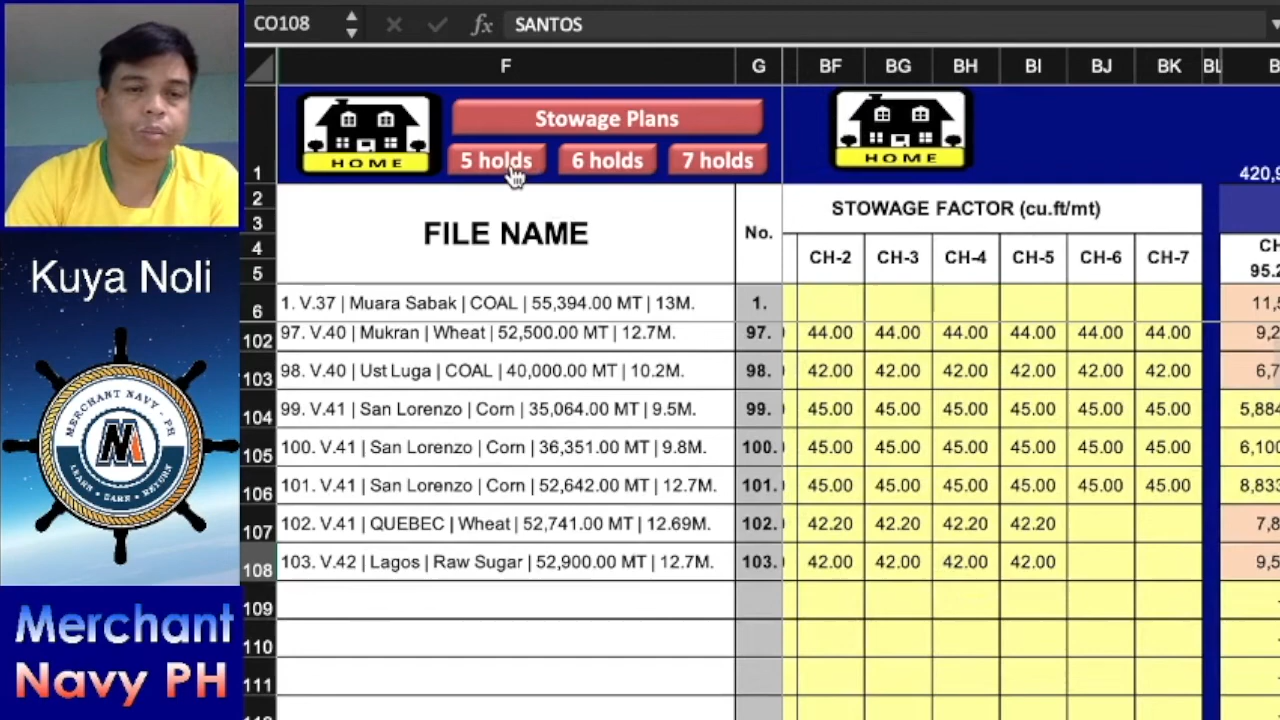 CO108 fx SANTOS
F G BF BG BH BI BJ BK BL
HOME Stowage Plans HOME
5 holds 6 holds 7 holds
1 420,9
2 FILE NAME No. STOWAGE FACTOR (cu.ft/mt)
3
4 CH-2 CH-3 CH-4 CH-5 CH-6 CH-7 CH
5 95.2
6 1. V.37 | Muara Sabak | COAL | 55,394.00 MT | 13M. 1. 11,5
102 97. V.40 | Mukran | Wheat | 52,500.00 MT | 12.7M. 97. 44.00 44.00 44.00 44.00 44.00 44.00 9,2
103 98. V.40 | Ust Luga | COAL | 40,000.00 MT | 10.2M. 98. 42.00 42.00 42.00 42.00 42.00 42.00 6,7
104 99. V.41 | San Lorenzo | Corn | 35,064.00 MT | 9.5M. 99. 45.00 45.00 45.00 45.00 45.00 45.00 5,884
105 100. V.41 | San Lorenzo | Corn | 36,351.00 MT | 9.8M. 100. 45.00 45.00 45.00 45.00 45.00 45.00 6,100
106 101. V.41 | San Lorenzo | Corn | 52,642.00 MT | 12.7M. 101. 45.00 45.00 45.00 45.00 45.00 45.00 8,833
107 102. V.41 | QUEBEC | Wheat | 52,741.00 MT | 12.69M. 102. 42.20 42.20 42.20 42.20 7,8
108 103. V.42 | Lagos | Raw Sugar | 52,900.00 MT | 12.7M. 103. 42.00 42.00 42.00 42.00 9,5
109
110
111
Kuya Noli
MERCHANT NAVY - PH
LEARN • EARN • RETURN
Merchant
Navy PH